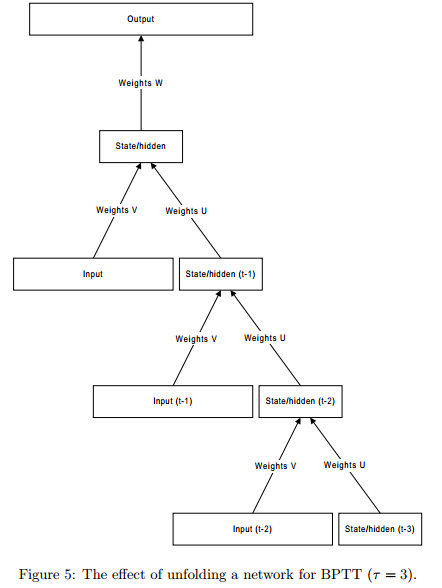 Output
Weights W
State/hidden
Weights V
Weights U
Input
State/hidden (t-1)
Weights V
Weights U
Input (t-1)
State/hidden (t-2)
Weights V
Weights U
Input (t-2)
State/hidden (t-3)
Figure 5: The effect of unfolding a network for BPTT (τ = 3).